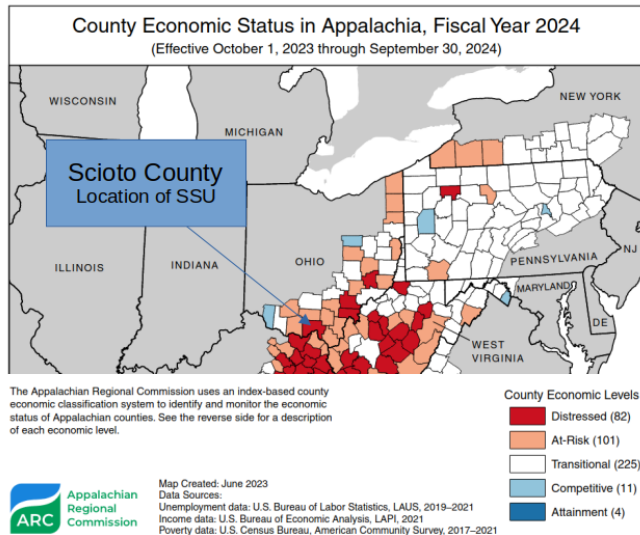 County Economic Status in Appalachia, Fiscal Year 2024
(Effective October 1, 2023 through September 30, 2024)
WISCONSIN
NEW YORK
MICHIGAN
Scioto County
Location of SSU
OHIO
ILLINOIS
INDIANA
PENNSYLVANIA
NJ
MARYLAND
DE
WEST
VIRGINIA
The Appalachian Regional Commission uses an index-based county
economic classification system to identify and monitor the economic
status of Appalachian counties. See the reverse side for a description
of each economic level.
County Economic Levels
Distressed (82)
At-Risk (101)
Transitional (225)
Competitive (11)
Attainment (4)
ARC
Appalachian
Regional
Commission
Map Created: June 2023
Data Sources:
Unemployment data: U.S. Bureau of Labor Statistics, LAUS, 2019–2021
Income data: U.S. Bureau of Economic Analysis, LAPI, 2021
Poverty data: U.S. Census Bureau, American Community Survey, 2017–2021